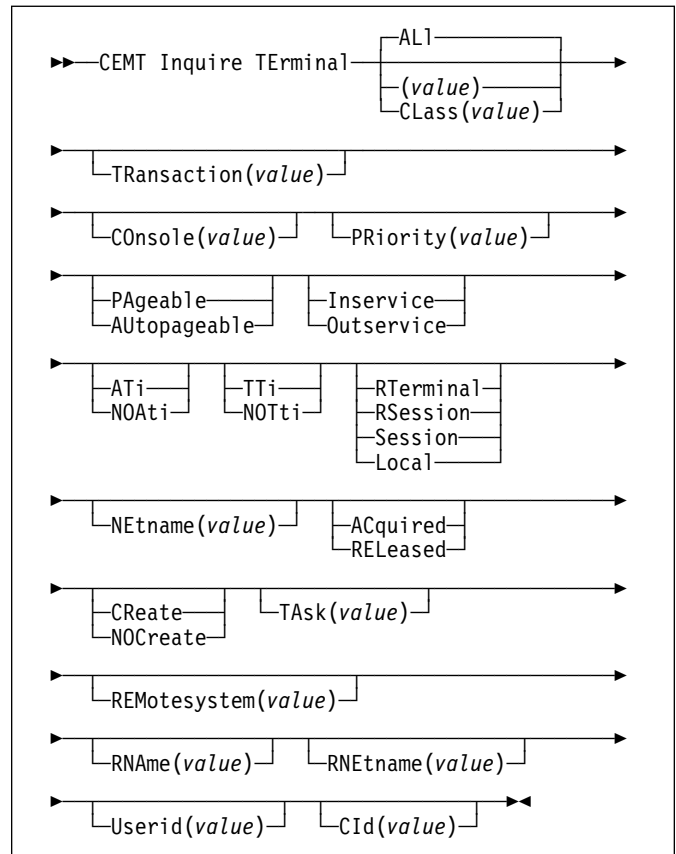 ALl
CEMT Inquire TErminal
(value)
CLass(value)
TRansaction(value)
COnsole(value) PRiority(value)
PAgeable Inservice
AUtopageable Outservice
ATi TTi RTerminal
NOAti NOTti RSession
Session
Local
NEtname(value) ACquired
RELeased
CReate TAsk(value)
NOCreate
REMotesystem(value)
RNAme(value) RNEtname(value)
Userid(value) CId(value)